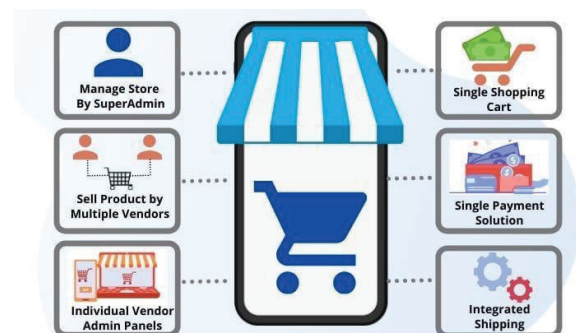 Manage Store
By SuperAdmin
Sell Product by
Multiple Vendors
Individual Vendor
Admin Panels
Single Shopping
Cart
Single Payment
Solution
Integrated
Shipping